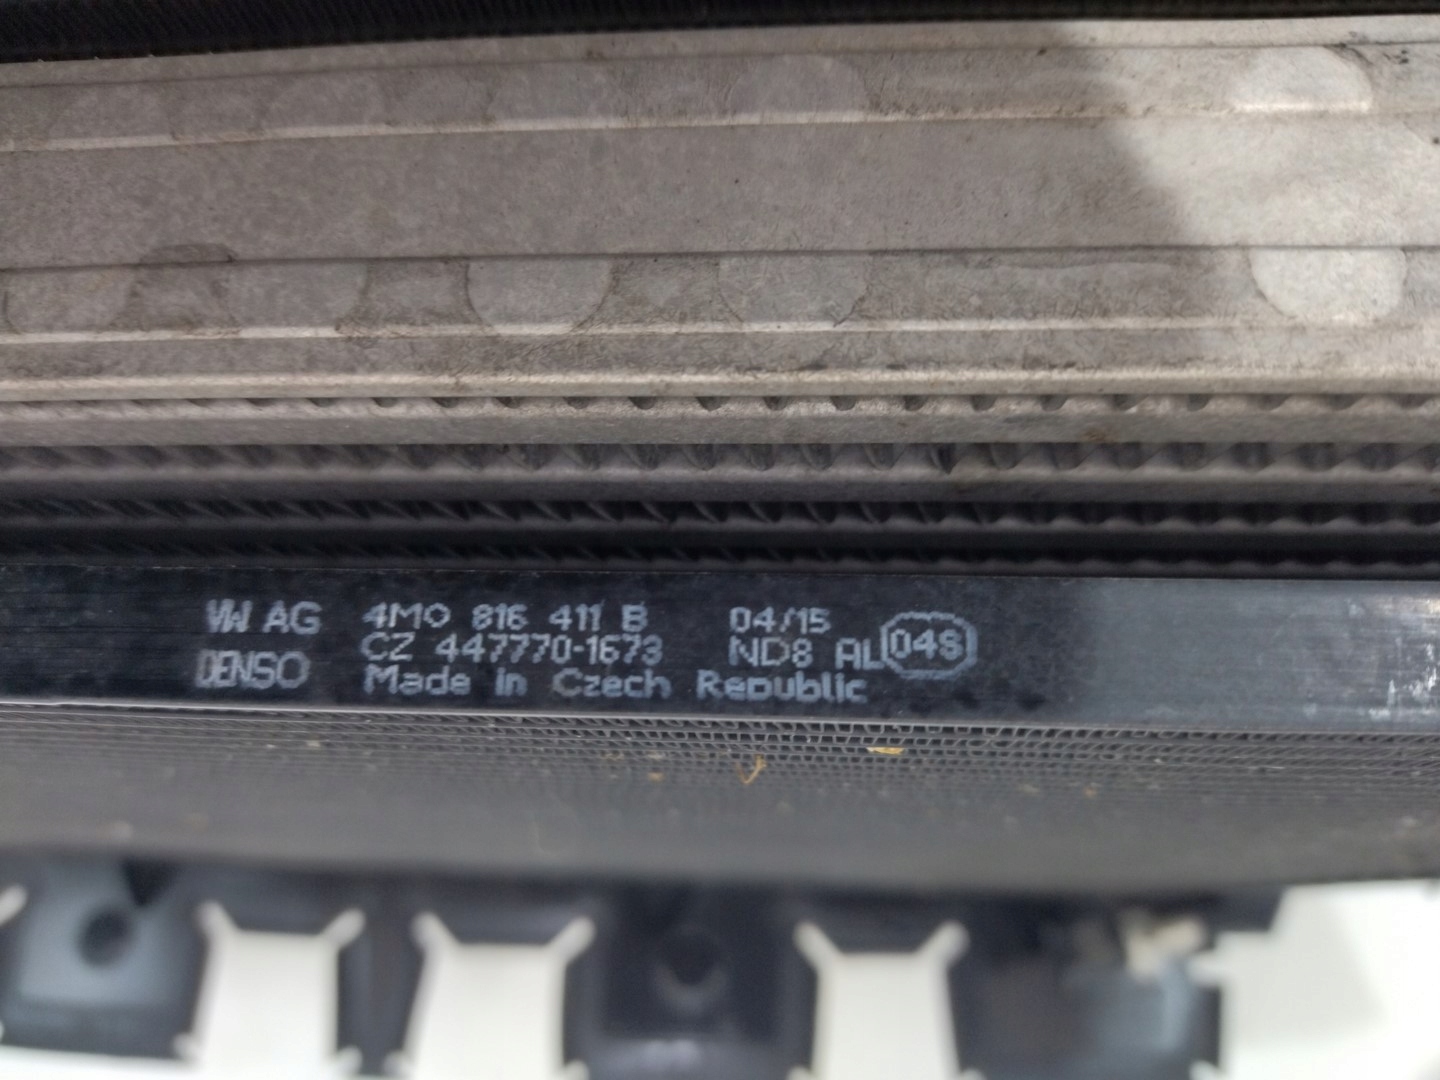 VW AG 4M0 816 411 B 04/15
CZ 447770-1673 ND8 AL 04S
DENSO Made in Czech Republic